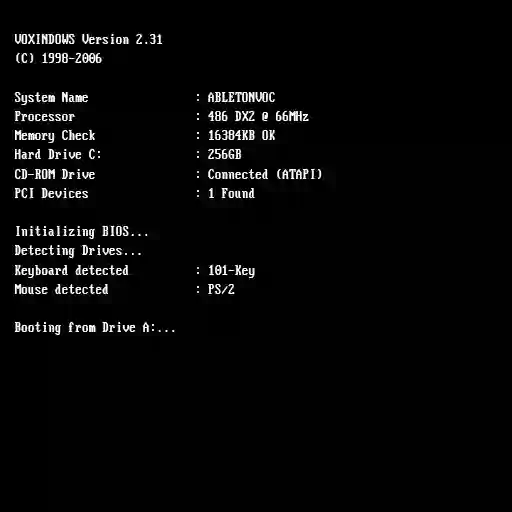 VOXINDOWS Version 2.31
(C) 1998-2006
System Name : ABLETONVOC
Processor : 486 DX2 @ 66MHz
Memory Check : 16384KB OK
Hard Drive C: : 256GB
CD-ROM Drive : Connected (ATAPI)
PCI Devices : 1 Found
Initializing BIOS...
Detecting Drives...
Keyboard detected : 101-Key
Mouse detected : PS/2
Booting from Drive A:...